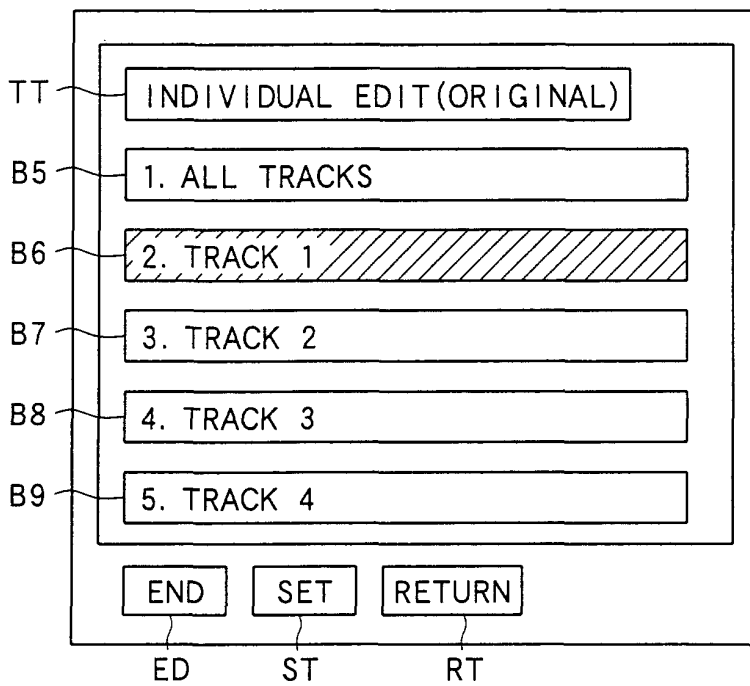 TT INDIVIDUAL EDIT(ORIGINAL)
B5 1. ALL TRACKS
B6 2. TRACK 1
B7 3. TRACK 2
B8 4. TRACK 3
B9 5. TRACK 4
END SET RETURN
ED ST RT